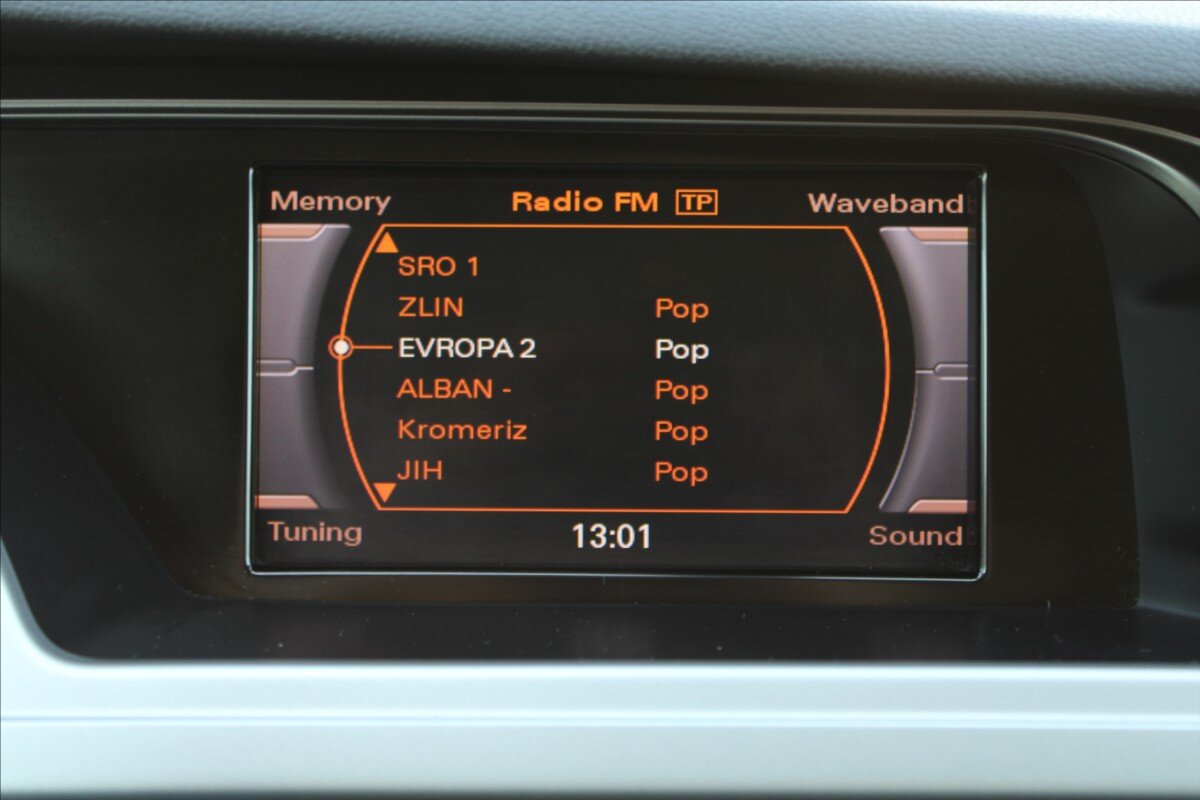 Memory Radio FM TP Waveband
SRO 1
ZLIN Pop
EVROPA 2 Pop
ALBAN - Pop
Kromeriz Pop
JIH Pop
Tuning 13:01 Sound